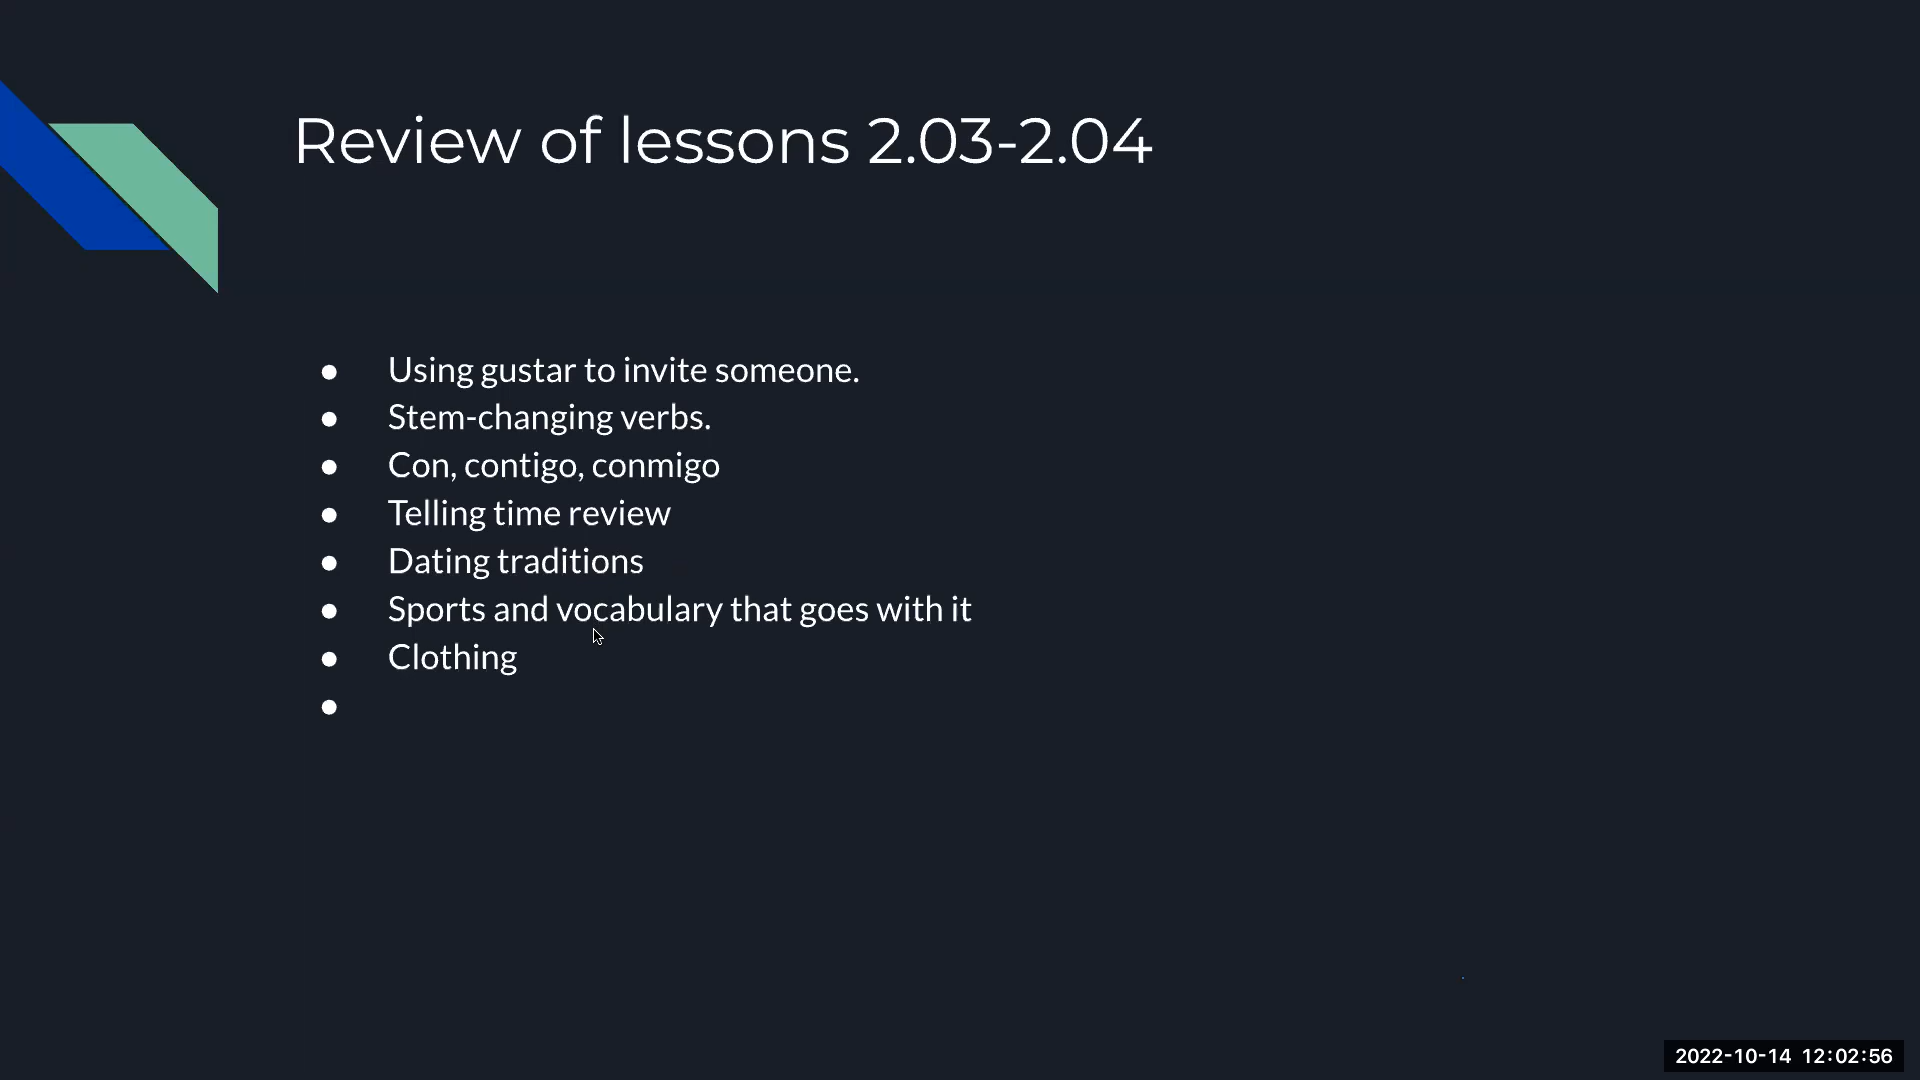 Review of lessons 2.03-2.04
● Using gustar to invite someone.
● Stem-changing verbs.
● Con, contigo, conmigo
● Telling time review
● Dating traditions
● Sports and vocabulary that goes with it
● Clothing
●
2022-10-14 12:02:56